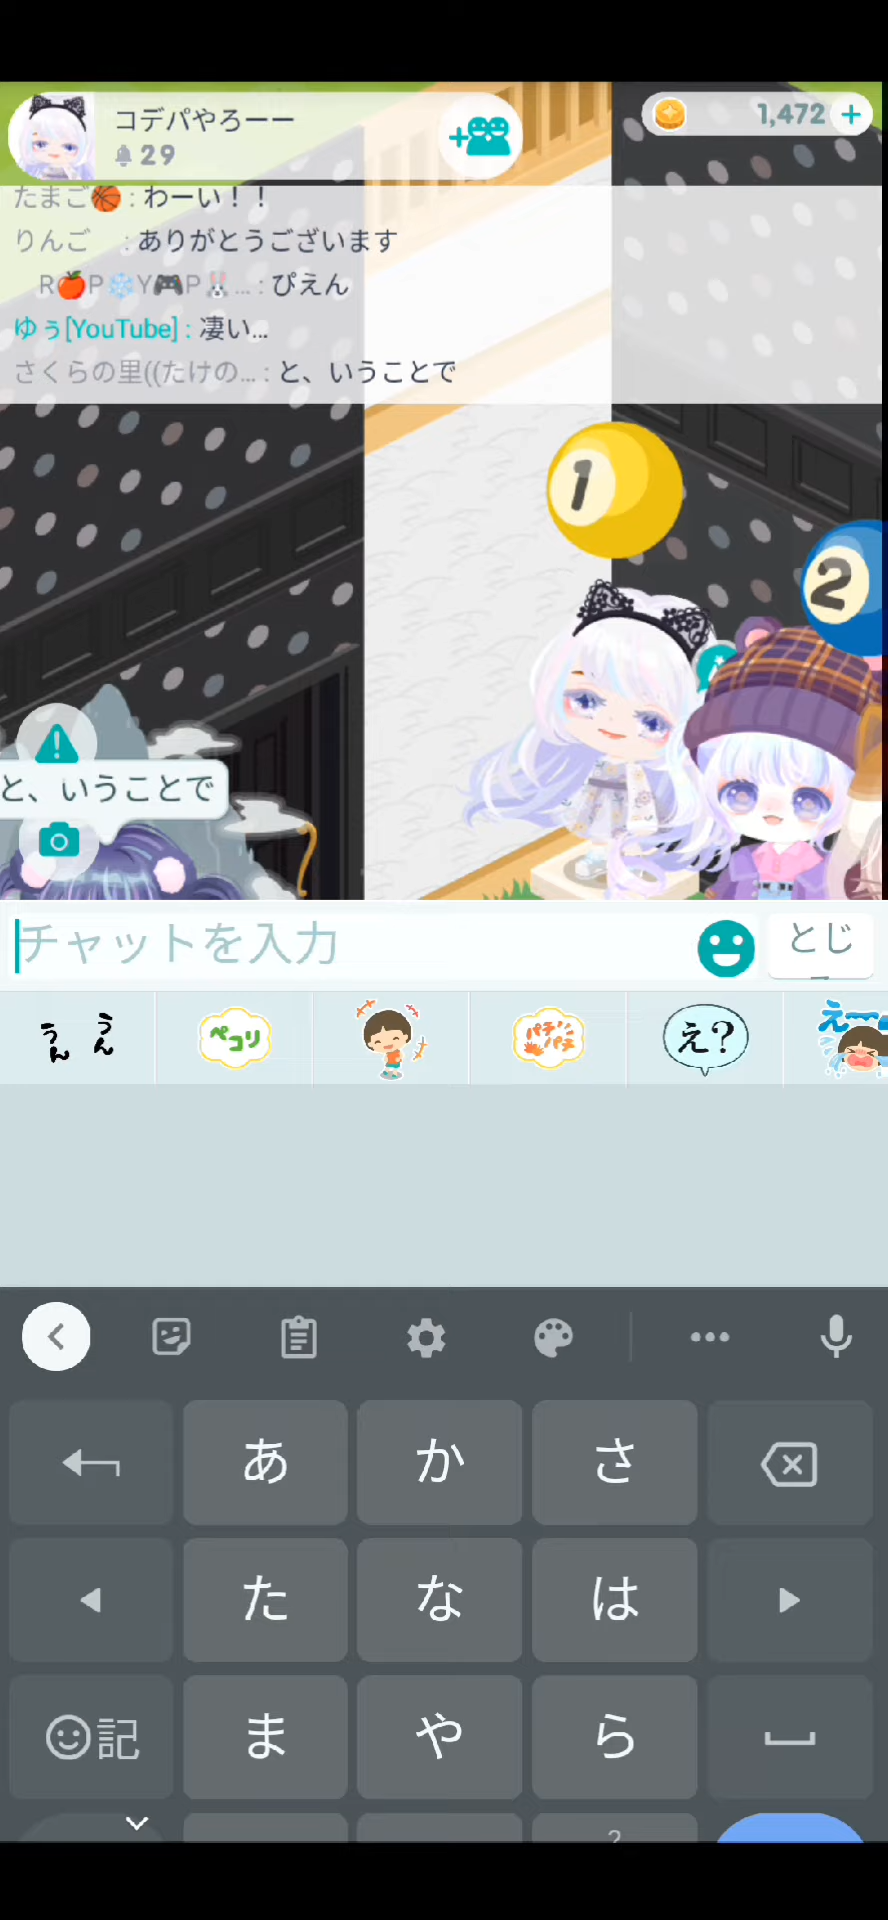 コデパやろーー
29
1,472 +
たまご🏀 : わーい！！
りんご : ありがとうございます
R🍎P❄️Y🎮P🐰... : ぴえん
ゆぅ[YouTube] : 凄い...
さくらの里((たけの... : と、いうことで
1
2
と、いうことで
チャットを入力
とじ
うん うん
ペコリ
パチパチ
え?
えー
あ
か
さ
た
な
は
記
ま
や
ら
?